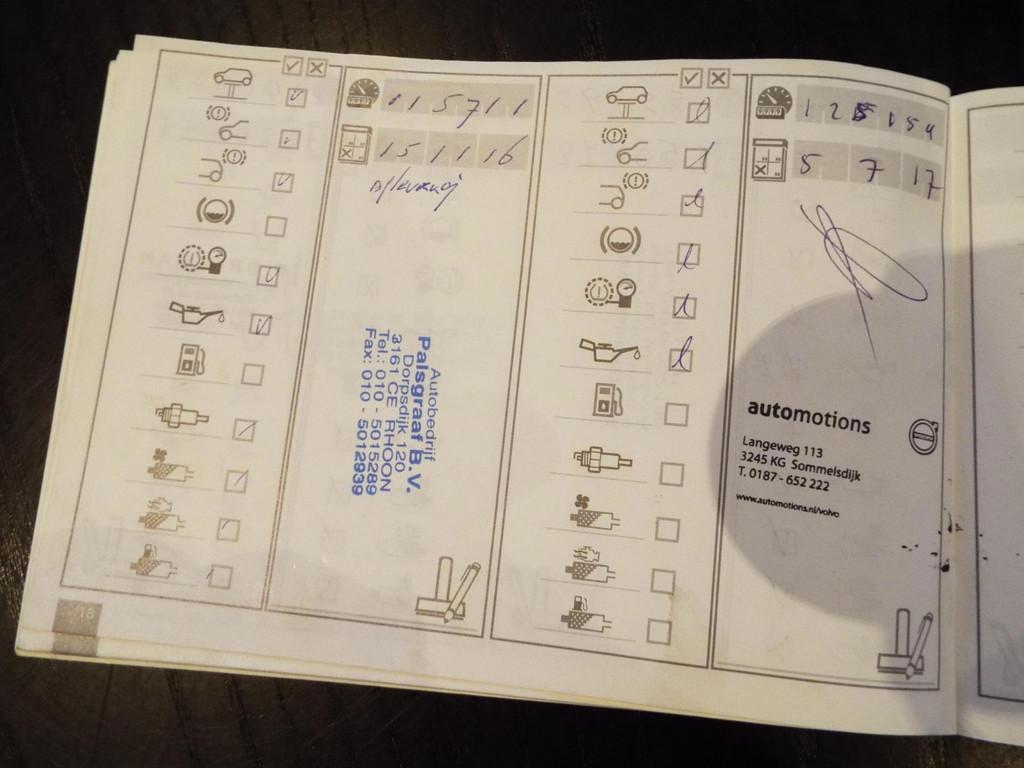 115711
15 11 16
aflevering
Autobedrijf
Palsgraaf B.V.
Dorpsdijk 120
3161 CE RHOON
Tel.: 010 - 5015289
Fax: 010 - 5012939
5 7 17
automotions
Langeweg 113
3245 KG Sommelsdijk
T. 0187 - 652 222
www.automotions.nl/volvo
18